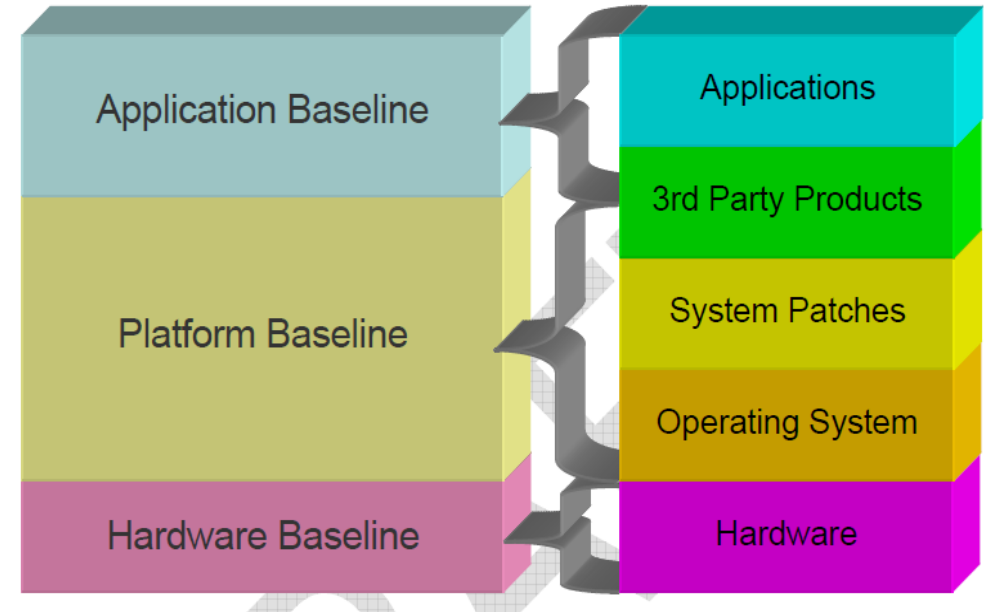 Application Baseline
Platform Baseline
Hardware Baseline
Applications
3rd Party Products
System Patches
Operating System
Hardware